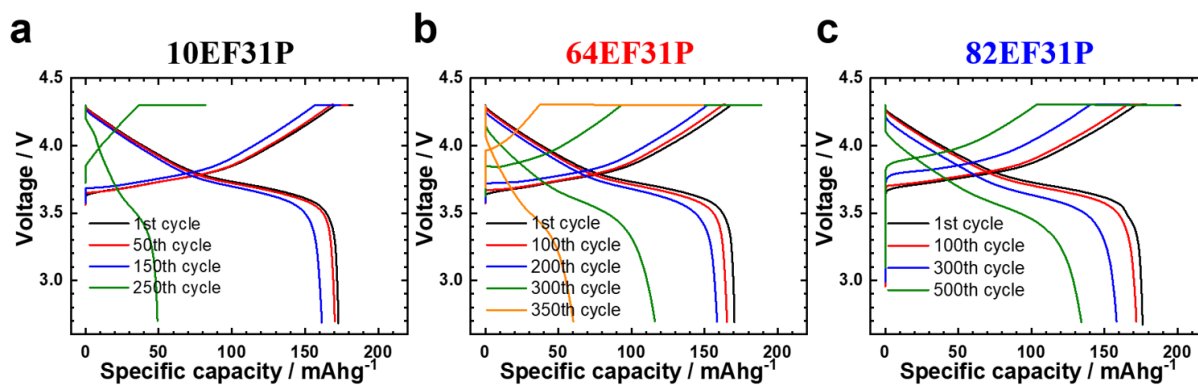 a
10EF31P
4.5
4.0
3.5
3.0
Voltage / V
1st cycle
50th cycle
150th cycle
250th cycle
0 50 100 150 200
Specific capacity / mAhg-1
b
64EF31P
4.5
4.0
3.5
3.0
Voltage / V
1st cycle
100th cycle
200th cycle
300th cycle
350th cycle
0 50 100 150 200
Specific capacity / mAhg-1
c
82EF31P
4.5
4.0
3.5
3.0
Voltage / V
1st cycle
100th cycle
300th cycle
500th cycle
0 50 100 150 200
Specific capacity / mAhg-1